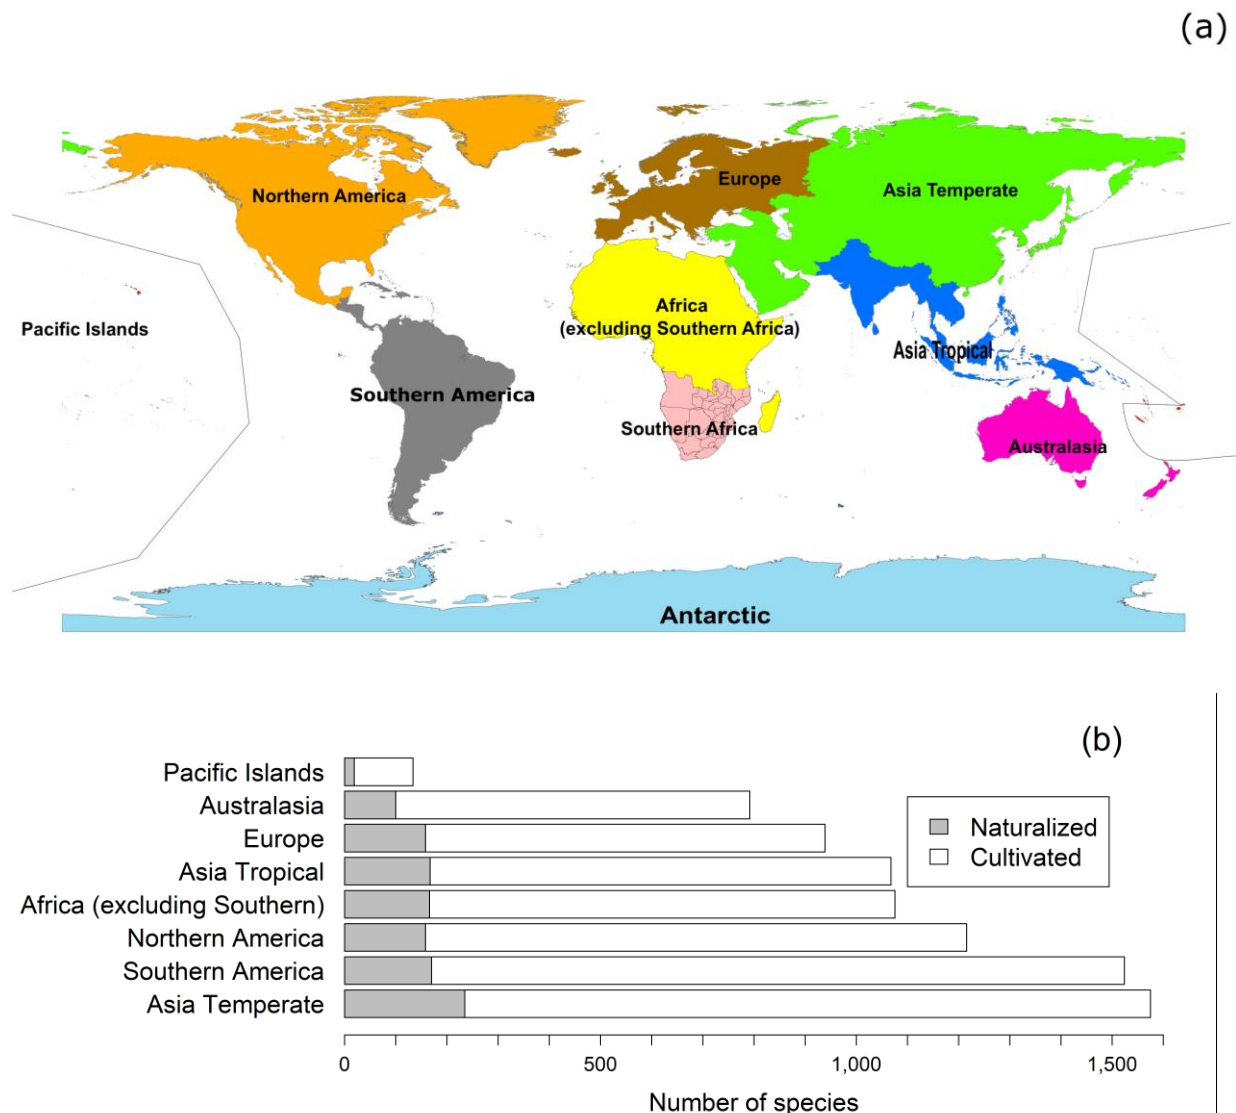 (a)
Northern America
Europe
Asia Temperate
Pacific Islands
Africa
(excluding Southern Africa)
Asia Tropical
Southern America
Southern Africa
Australasia
Antarctic
(b)
Pacific Islands
Australasia
Europe
Asia Tropical
Africa (excluding Southern)
Northern America
Southern America
Asia Temperate
Naturalized
Cultivated
0 500 1,000 1,500
Number of species